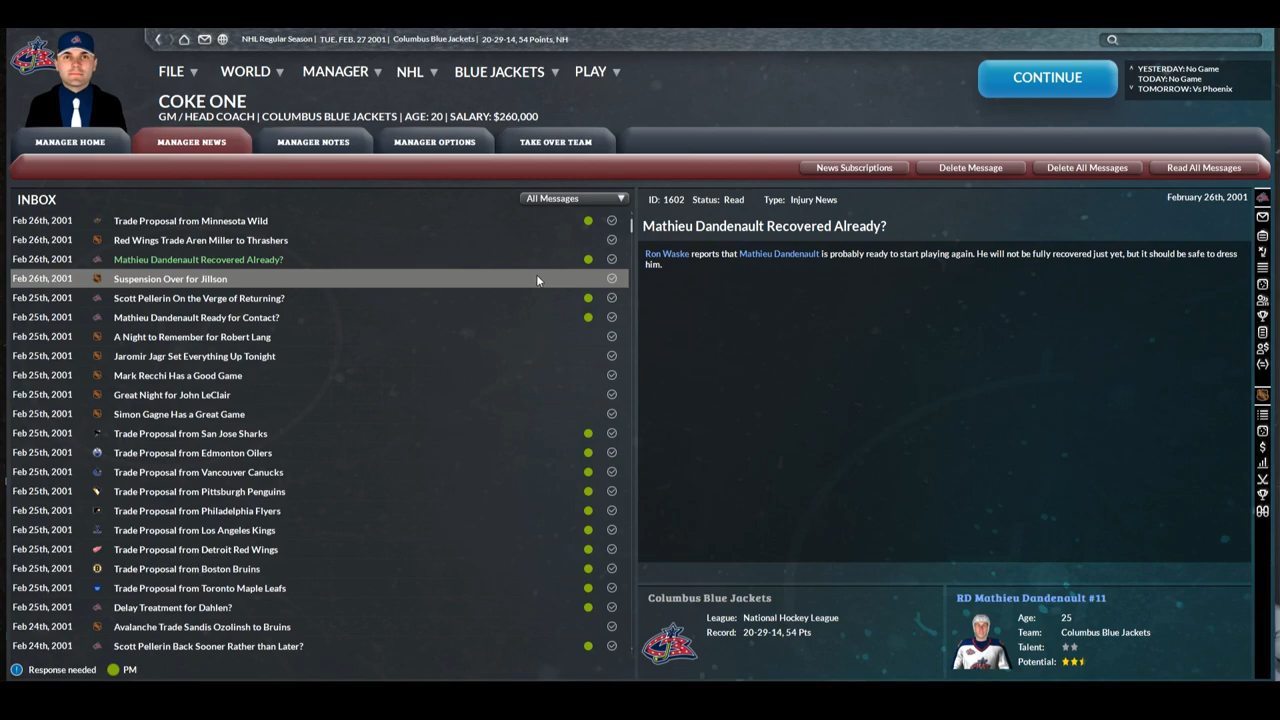 NHL Regular Season | TUE. FEB. 27 2001 | Columbus Blue Jackets | 20-29-14, 54 Points, NH
FILE WORLD MANAGER NHL BLUE JACKETS PLAY
CONTINUE
YESTERDAY: No Game
TODAY: No Game
TOMORROW: Vs Phoenix
COKE ONE
GM / HEAD COACH | COLUMBUS BLUE JACKETS | AGE: 20 | SALARY: $260,000
MANAGER HOME MANAGER NEWS MANAGER NOTES MANAGER OPTIONS TAKE OVER TEAM
News Subscriptions Delete Message Delete All Messages Read All Messages
INBOX All Messages
Feb 26th, 2001 Trade Proposal from Minnesota Wild
Feb 26th, 2001 Red Wings Trade Aren Miller to Thrashers
Feb 26th, 2001 Mathieu Dandenault Recovered Already?
Feb 26th, 2001 Suspension Over for Jillson
Feb 25th, 2001 Scott Pellerin On the Verge of Returning?
Feb 25th, 2001 Mathieu Dandenault Ready for Contact?
Feb 25th, 2001 A Night to Remember for Robert Lang
Feb 25th, 2001 Jaromir Jagr Set Everything Up Tonight
Feb 25th, 2001 Mark Recchi Has a Good Game
Feb 25th, 2001 Great Night for John LeClair
Feb 25th, 2001 Simon Gagne Has a Great Game
Feb 25th, 2001 Trade Proposal from San Jose Sharks
Feb 25th, 2001 Trade Proposal from Edmonton Oilers
Feb 25th, 2001 Trade Proposal from Vancouver Canucks
Feb 25th, 2001 Trade Proposal from Pittsburgh Penguins
Feb 25th, 2001 Trade Proposal from Philadelphia Flyers
Feb 25th, 2001 Trade Proposal from Los Angeles Kings
Feb 25th, 2001 Trade Proposal from Detroit Red Wings
Feb 25th, 2001 Trade Proposal from Boston Bruins
Feb 25th, 2001 Trade Proposal from Toronto Maple Leafs
Feb 25th, 2001 Delay Treatment for Dahlen?
Feb 24th, 2001 Avalanche Trade Sandis Ozolinsh to Bruins
Feb 24th, 2001 Scott Pellerin Back Sooner Rather than Later?
Response needed PM
ID: 1602 Status: Read Type: Injury News February 26th, 2001
Mathieu Dandenault Recovered Already?
Ron Waske reports that Mathieu Dandenault is probably ready to start playing again. He will not be fully recovered just yet, but it should be safe to dress
him.
Columbus Blue Jackets
League: National Hockey League
Record: 20-29-14, 54 Pts
RD Mathieu Dandenault #11
Age: 25
Team: Columbus Blue Jackets
Talent:
Potential: